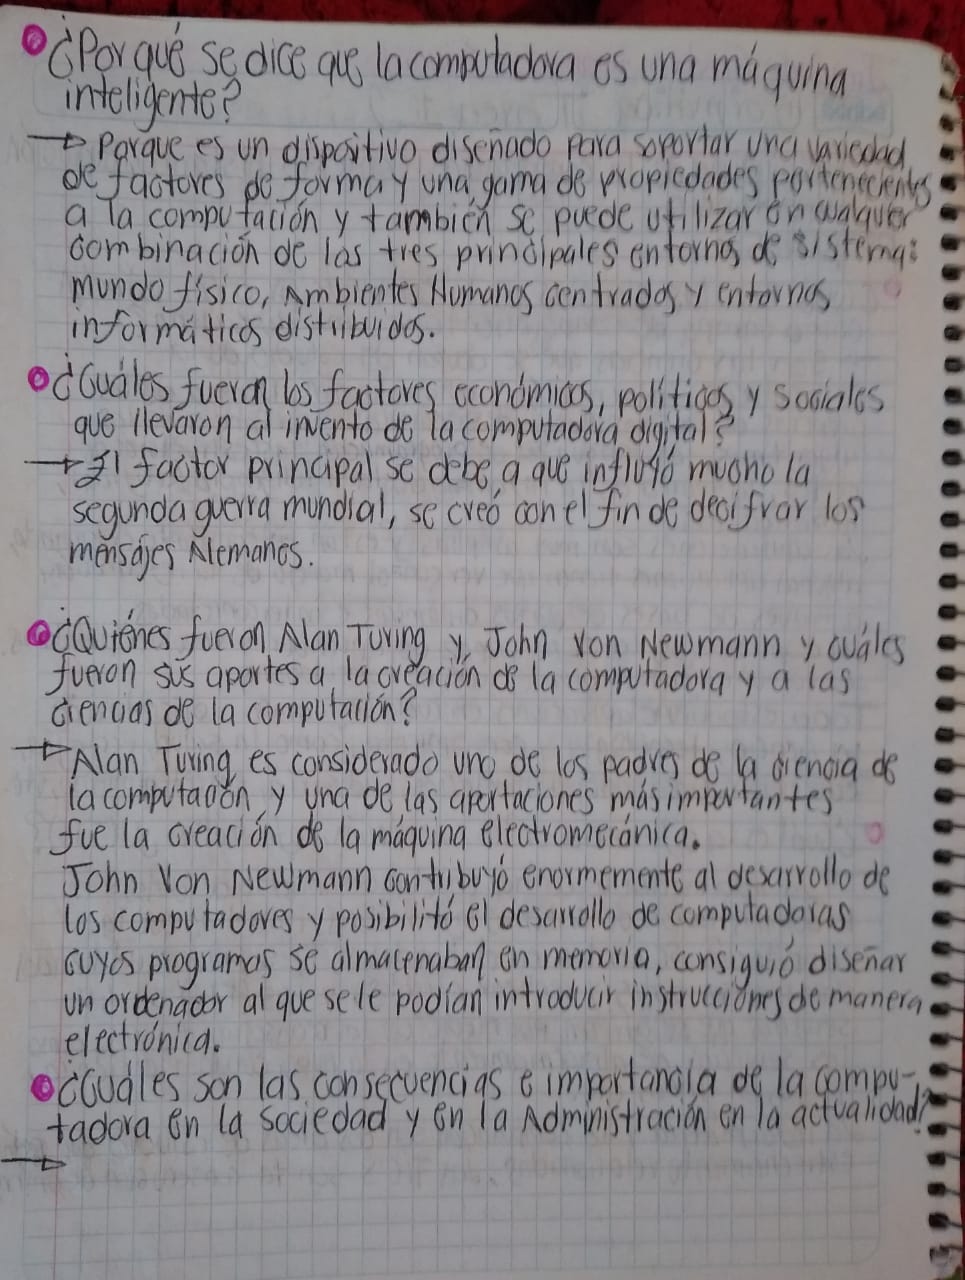 ¿Por qué se dice que la computadora es una máquina
inteligente?
→ Porque es un dispositivo diseñado para soportar una variedad
de factores de forma y una gama de propiedades pertenecientes
a la computación y también se puede utilizar en cualquier
combinación de los tres principales entornos de sistema:
mundo físico, Ambientes Humanos centrados y entornos
informáticos distribuidos.
¿Cuáles fueron los factores económicos, políticos y sociales
que llevaron al invento de la computadora digital?
→ El factor principal se debe a que influyó mucho la
segunda guerra mundial, se creó con el fin de decifrar los
mensajes Alemanes.
¿Quiénes fueron Alan Turing y John Von Newmann y cuáles
fueron sus aportes a la creación de la computadora y a las
ciencias de la computación?
→ Alan Turing es considerado uno de los padres de la ciencia de
la computación y una de las aportaciones más importantes
fue la creación de la máquina electromecánica.
John Von Newmann contribuyó enormemente al desarrollo de
los computadores y posibilitó el desarrollo de computadoras
cuyos programas se almacenaban en memoria, consiguió diseñar
un ordenador al que se le podían introducir instrucciones de manera
electrónica.
¿Cuáles son las consecuencias e importancia de la compu-
tadora en la sociedad y en la Administración en la actualidad?
→